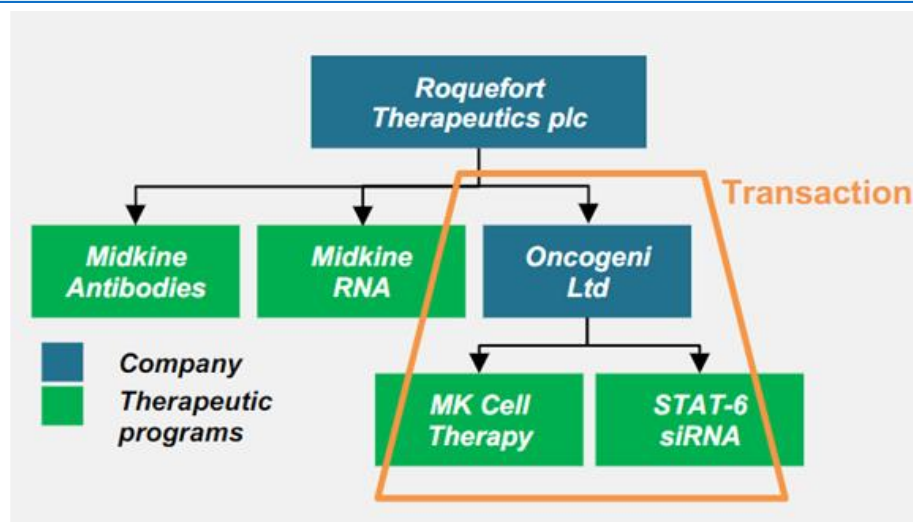 Roquefort
Therapeutics plc
Transaction
Midkine
Antibodies
Midkine
RNA
Oncogeni
Ltd
Company
Therapeutic
programs
MK Cell
Therapy
STAT-6
siRNA